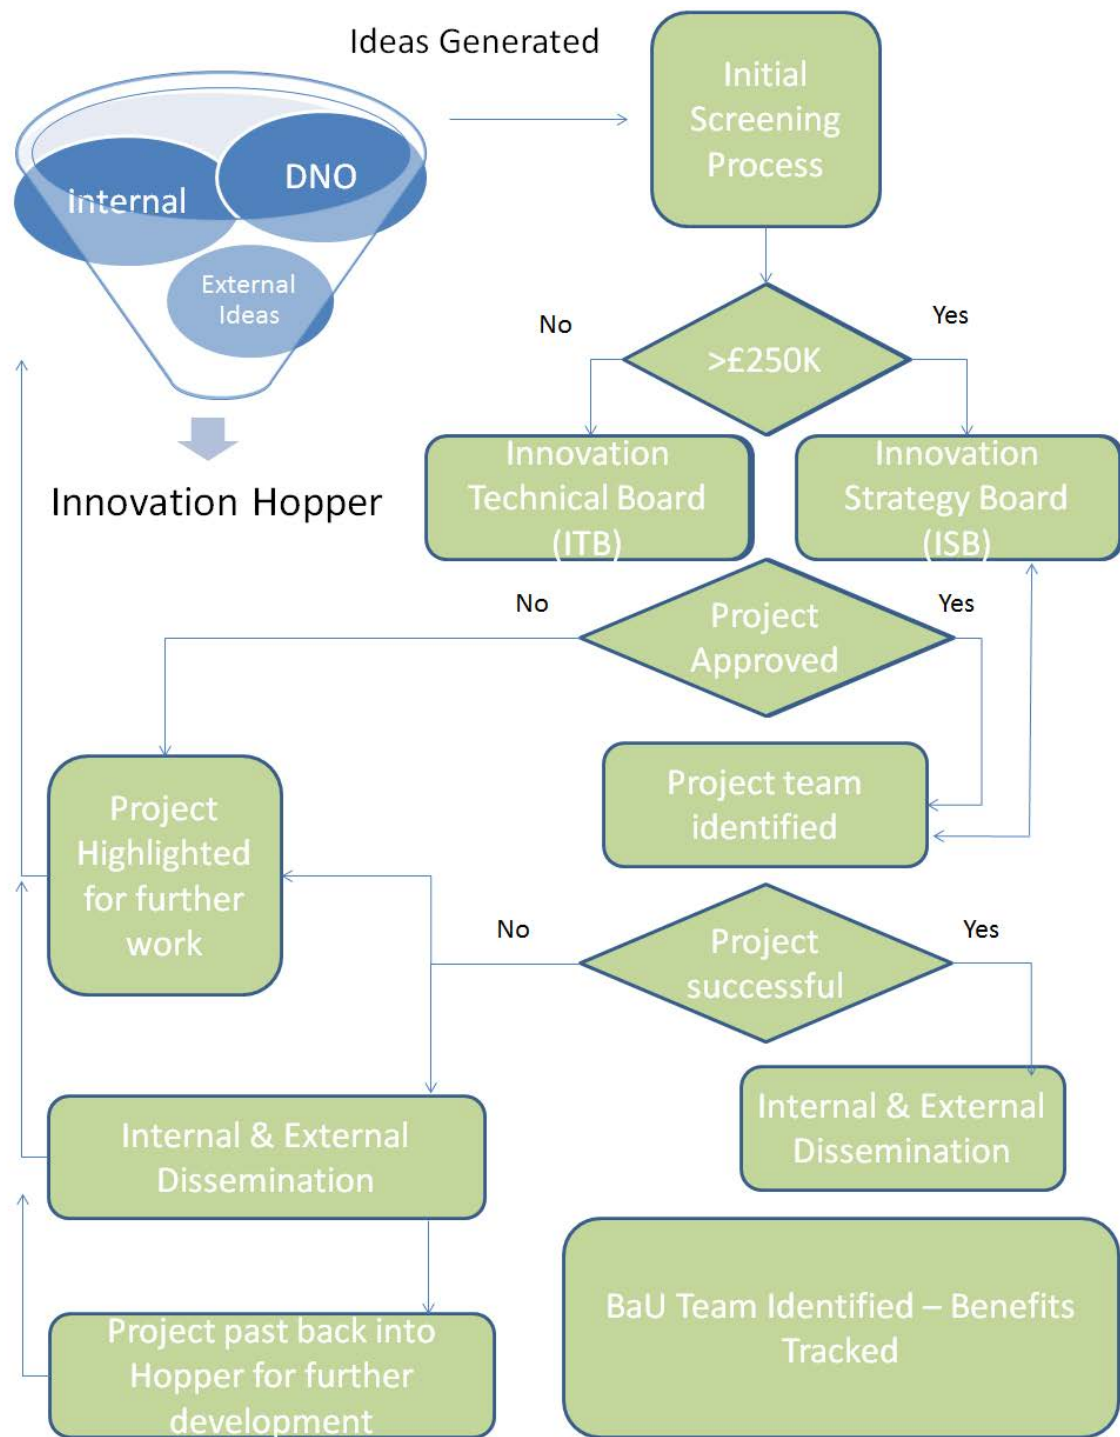 Ideas Generated
Initial
Screening
Process
internal
DNO
External
Ideas
No
Yes
>£250K
Innovation Hopper
Innovation
Technical Board
(ITB)
Innovation
Strategy Board
(ISB)
No
Yes
Project
Approved
Project team
identified
Project
Highlighted
for further
work
No
Yes
Project
successful
Internal & External
Dissemination
Internal & External
Dissemination
BaU Team Identified – Benefits
Tracked
Project past back into
Hopper for further
development